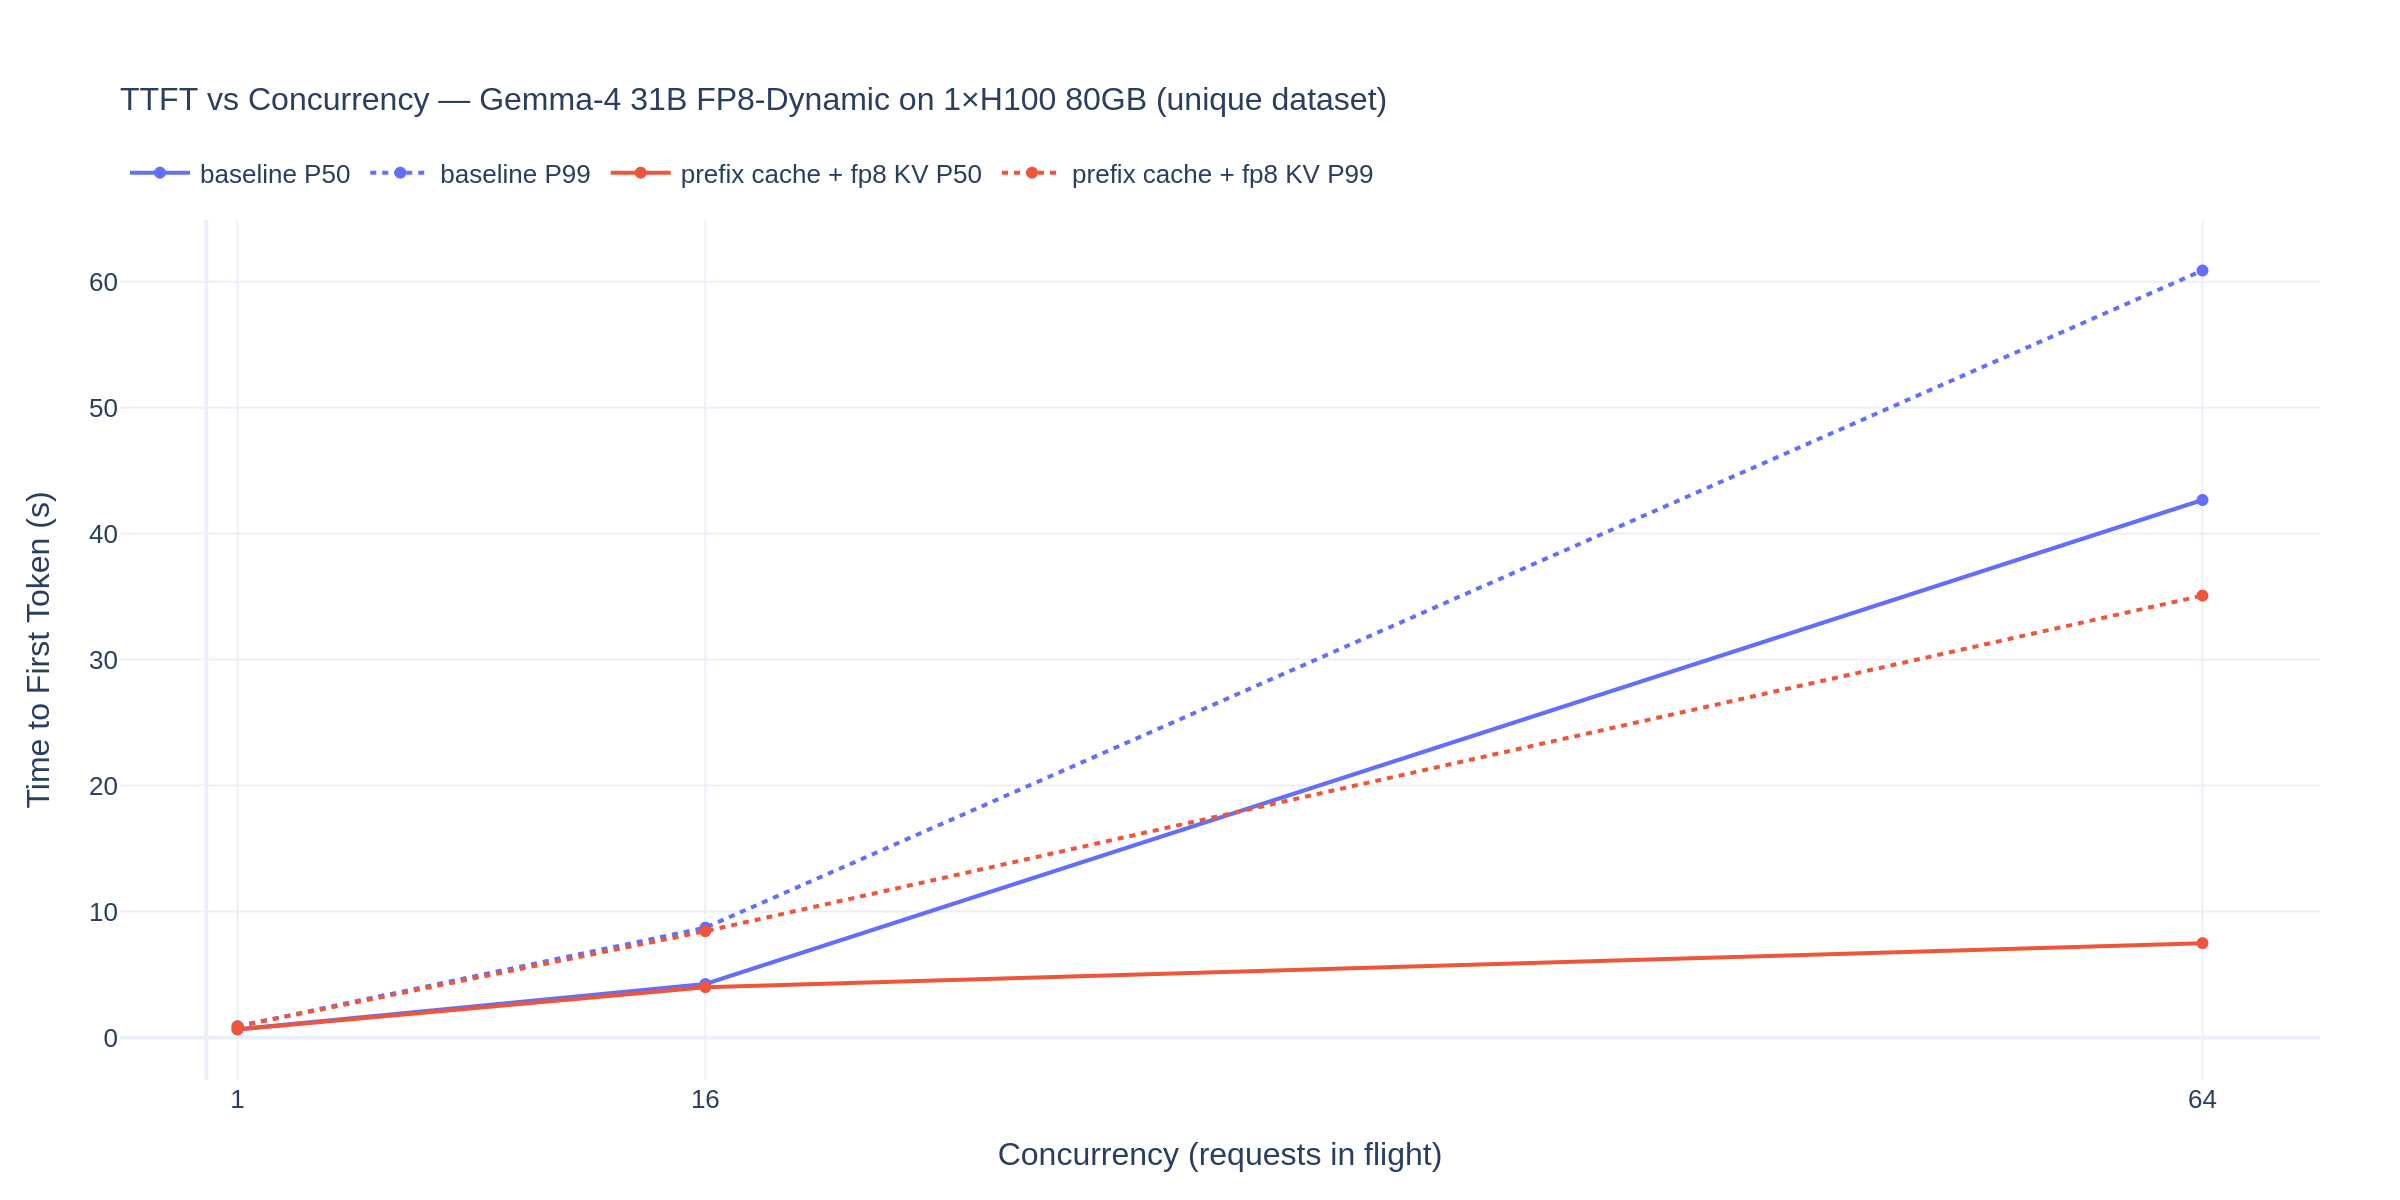 TTFT vs Concurrency — Gemma-4 31B FP8-Dynamic on 1×H100 80GB (unique dataset)
baseline P50 baseline P99 prefix cache + fp8 KV P50 prefix cache + fp8 KV P99
Time to First Token (s)
60
50
40
30
20
10
0
1 16 64
Concurrency (requests in flight)